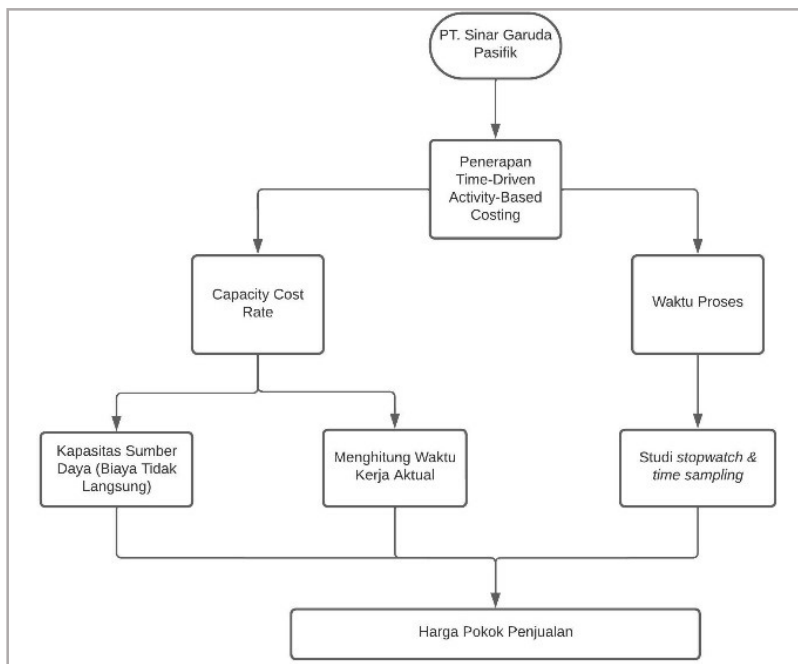 PT. Sinar Garuda
Pasifik
Penerapan
Time-Driven
Activity-Based
Costing
Capacity Cost
Rate
Waktu Proses
Kapasitas Sumber
Daya (Biaya Tidak
Langsung)
Menghitung Waktu
Kerja Aktual
Studi stopwatch &
time sampling
Harga Pokok Penjualan